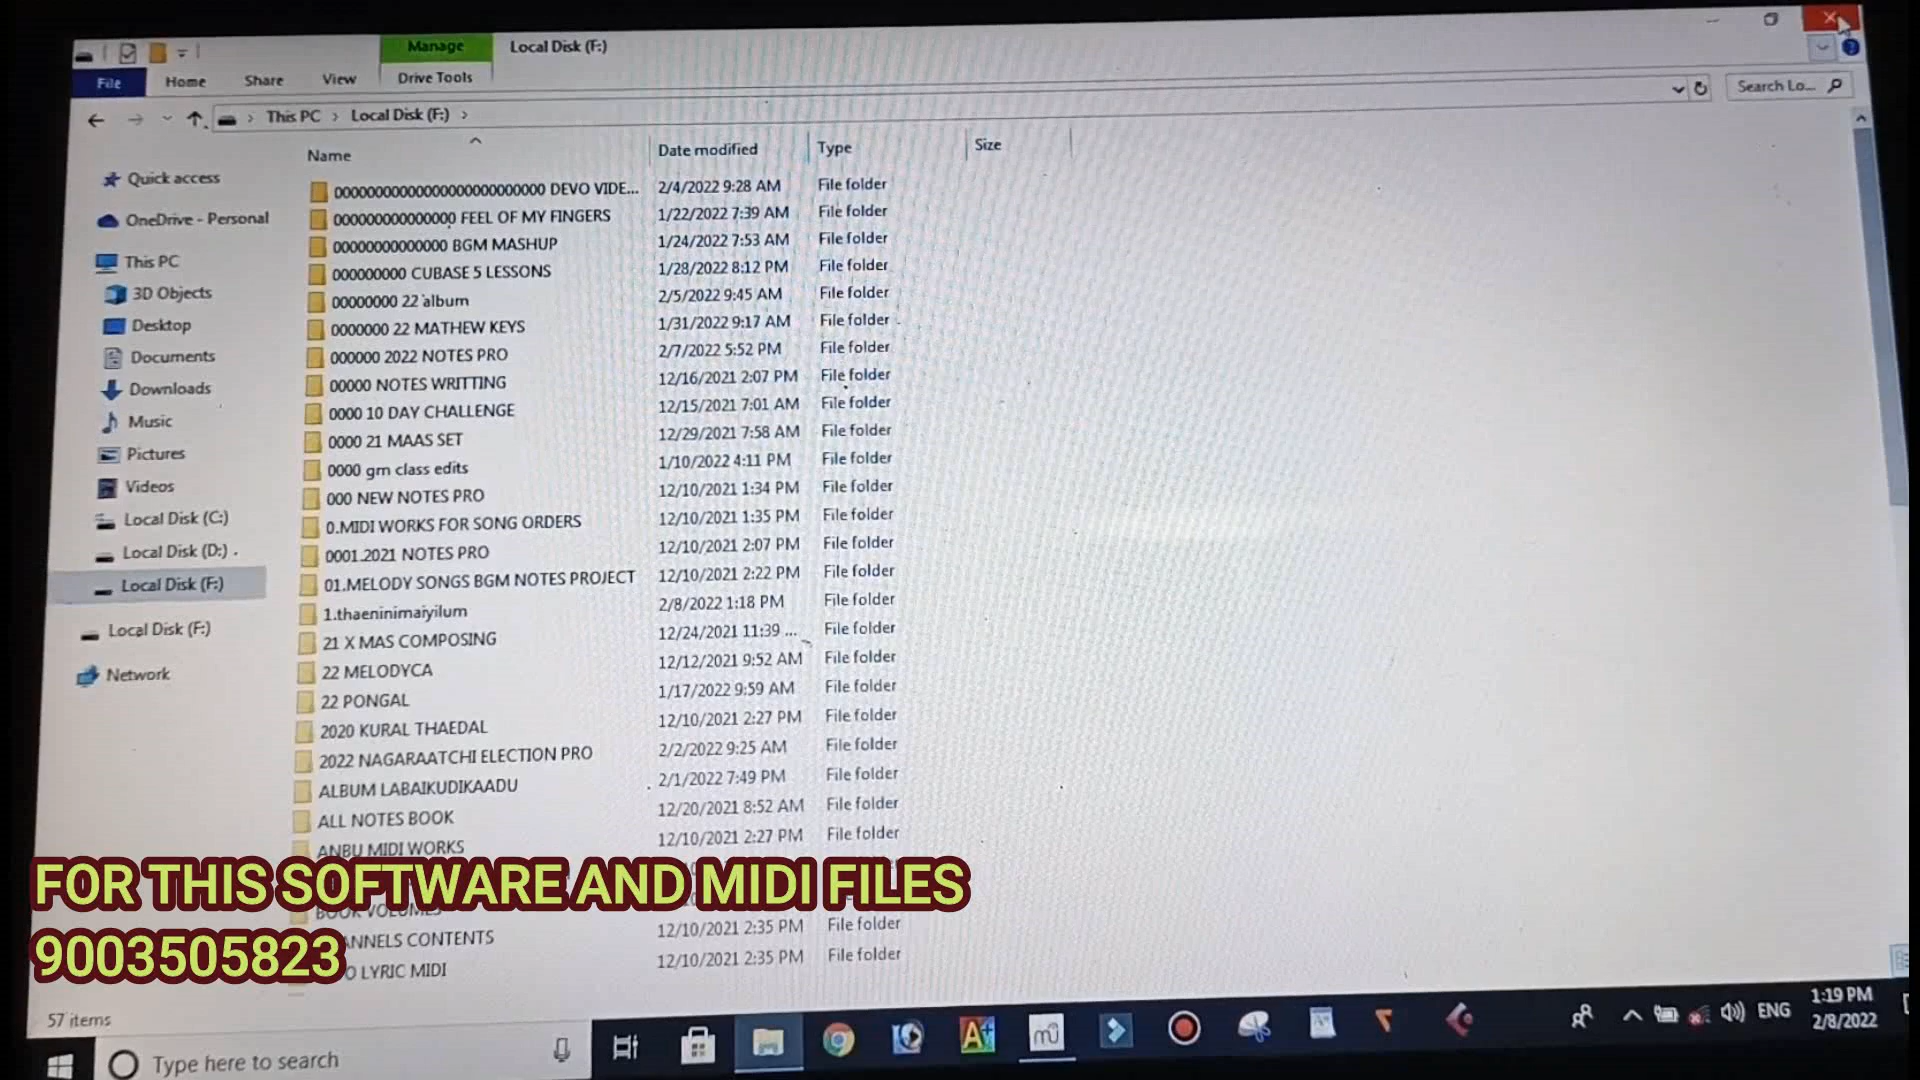 Manage
Local Disk (F:)
File
Home
Share
View
Drive Tools
This PC
Local Disk (F:)
Search Lo...
Name
Date modified
Type
Size
Quick access
OneDrive - Personal
This PC
3D Objects
Desktop
Documents
Downloads
Music
Pictures
Videos
Local Disk (C:)
Local Disk (D:)
Local Disk (F:)
Local Disk (F:)
Network
DEVO VIDE... 2/4/2022 9:28 AM File folder
FEEL OF MY FINGERS 1/22/2022 7:39 AM File folder
BGM MASHUP 1/24/2022 7:53 AM File folder
000000000 CUBASE 5 LESSONS 1/28/2022 8:12 PM File folder
00000000 22 album 2/5/2022 9:45 AM File folder
0000000 22 MATHEW KEYS 1/31/2022 9:17 AM File folder
000000 2022 NOTES PRO 2/7/2022 5:52 PM File folder
00000 NOTES WRITTING 12/16/2021 2:07 PM File folder
0000 10 DAY CHALLENGE 12/15/2021 7:01 AM File folder
0000 21 MAAS SET 12/29/2021 7:58 AM File folder
0000 gm class edits 1/10/2022 4:11 PM File folder
000 NEW NOTES PRO 12/10/2021 1:34 PM File folder
0.MIDI WORKS FOR SONG ORDERS 12/10/2021 1:35 PM File folder
0001.2021 NOTES PRO 12/10/2021 2:07 PM File folder
01.MELODY SONGS BGM NOTES PROJECT 12/10/2021 2:22 PM File folder
1.thaeninimaiyilum 2/8/2022 1:18 PM File folder
21 X MAS COMPOSING 12/24/2021 11:39 ... File folder
22 MELODYCA 12/12/2021 9:52 AM File folder
22 PONGAL 1/17/2022 9:59 AM File folder
2020 KURAL THAEDAL 12/10/2021 2:27 PM File folder
2022 NAGARAATCHI ELECTION PRO 2/2/2022 9:25 AM File folder
ALBUM LABAIKUDIKAADU 2/1/2022 7:49 PM File folder
ALL NOTES BOOK 12/20/2021 8:52 AM File folder
ANBU MIDI WORKS 12/10/2021 2:27 PM File folder
FOR THIS SOFTWARE AND MIDI FILES
BOOK VOLUMES
9003505823
CONTENTS 12/10/2021 2:35 PM File folder
LYRIC MIDI 12/10/2021 2:35 PM File folder
57 items
Type here to search
ENG
1:19 PM
2/8/2022